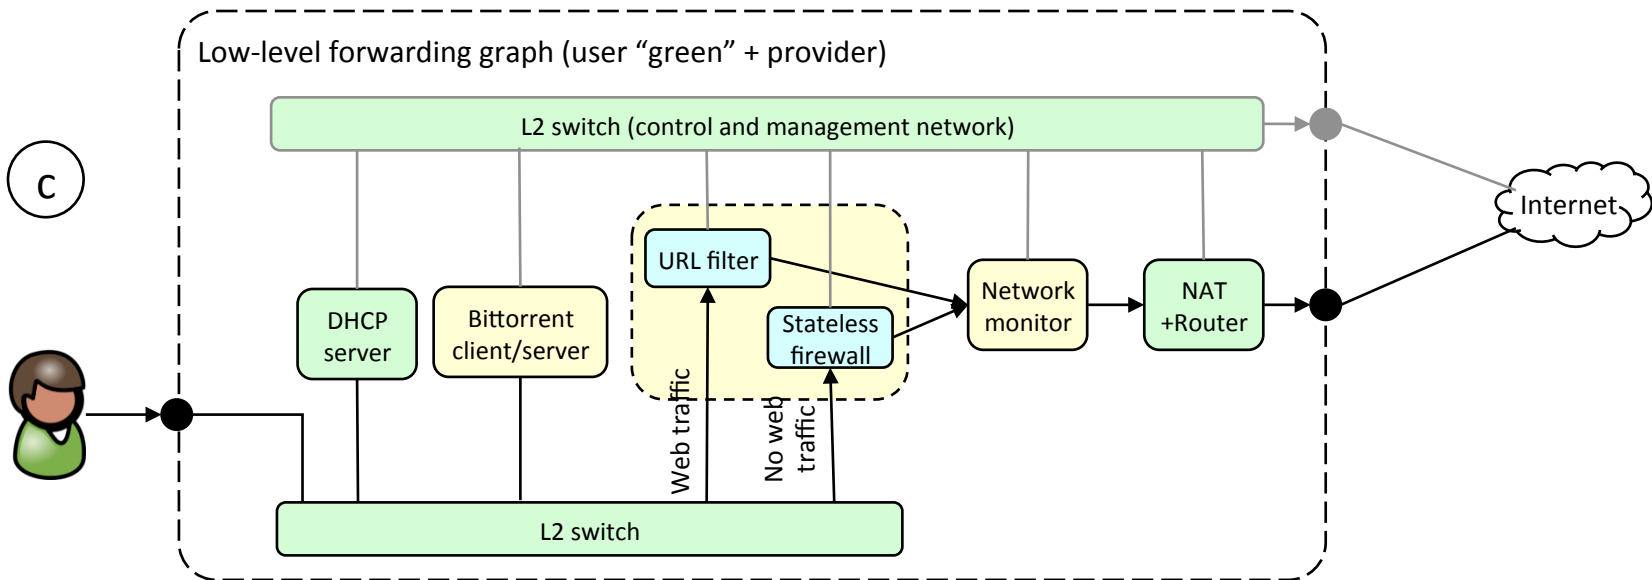 Low-level forwarding graph (user “green” + provider)
L2 switch (control and management network)
C
Internet
URL filter
Network
monitor
NAT
+Router
DHCP
server
Bittorrent
client/server
Stateless
firewall
Web traffic
No web
traffic
L2 switch